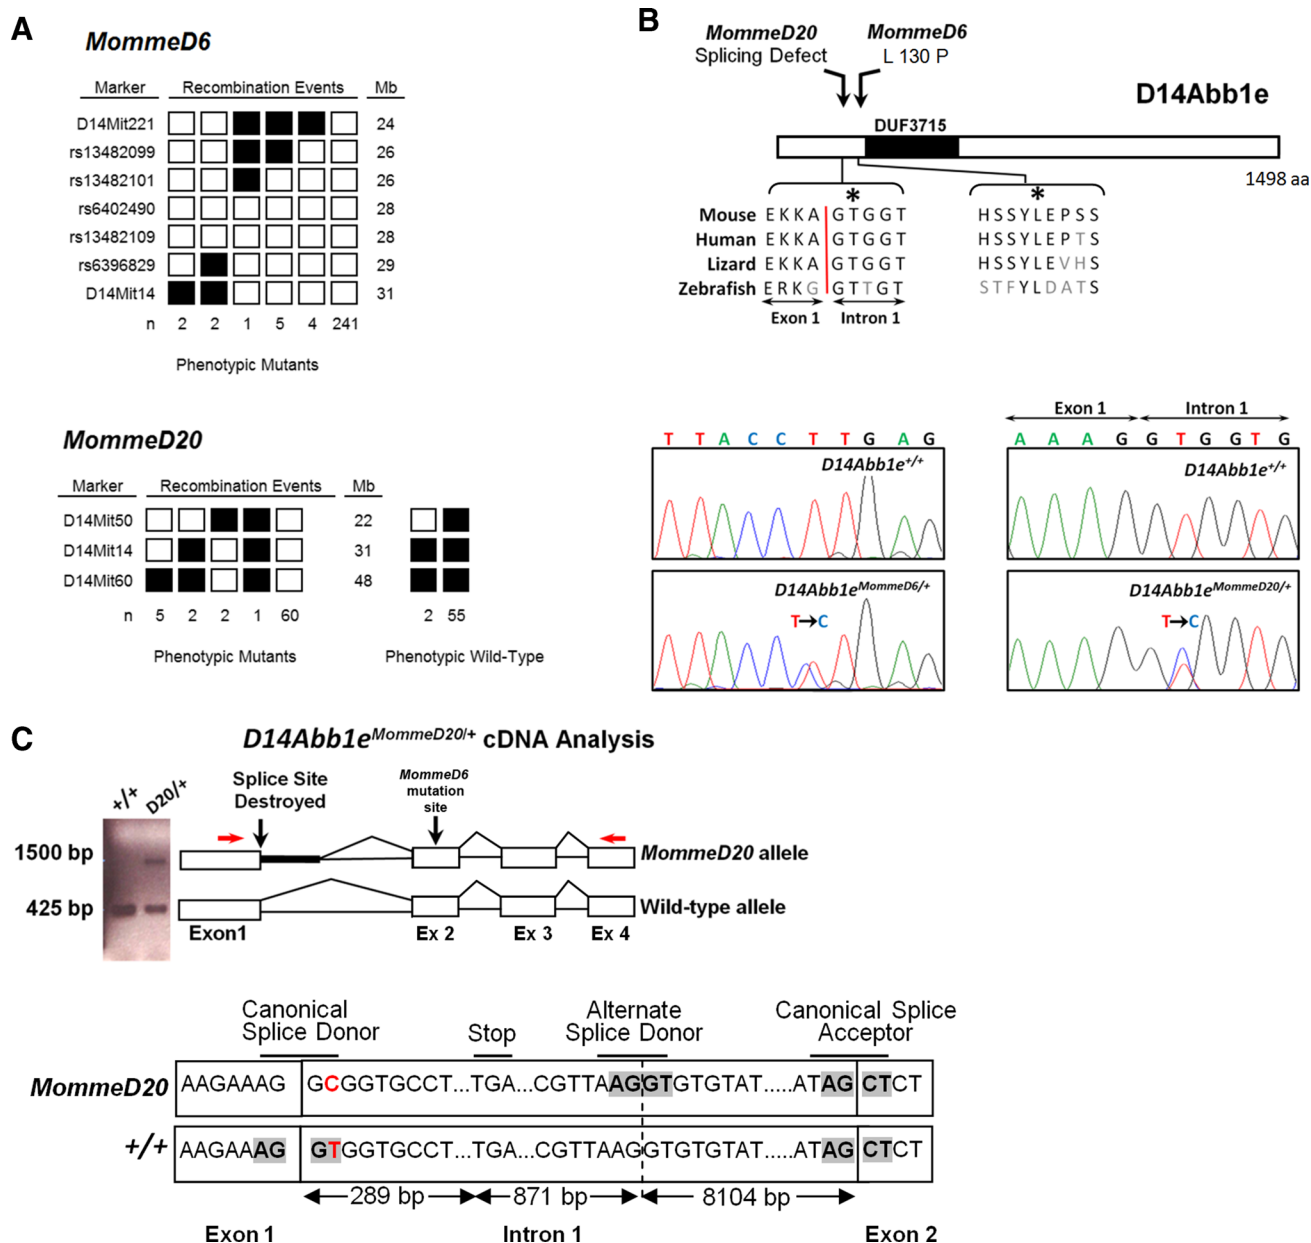 A
MommeD6
Marker Recombination Events Mb
D14Mit221 24
rs13482099 26
rs13482101 26
rs6402490 28
rs13482109 28
rs6396829 29
D14Mit14 31
n 2 2 1 5 4 241
Phenotypic Mutants
MommeD20
Marker Recombination Events Mb
D14Mit50 22
D14Mit14 31
D14Mit60 48
n 5 2 2 1 60 2 55
Phenotypic Mutants Phenotypic Wild-Type
B
MommeD20 MommeD6
Splicing Defect L 130 P
D14Abb1e
DUF3715
1498 aa
* *
Mouse EKKA GTGGT HSSYLEPSS
Human EKKA GTGGT HSSYLEPTS
Lizard EKKA GTGGT HSSYLEVHS
Zebrafish ERKG GTTGT STFYLDATS
Exon 1 Intron 1
Exon 1 Intron 1
T T A C C T T G A G A A A G G T G G T G
D14Abb1e+/+ D14Abb1e+/+
D14Abb1eMommeD6/+ D14Abb1eMommeD20/+
T→C T→C
C
D14Abb1eMommeD20/+ cDNA Analysis
+/+ D20/+
Splice Site
Destroyed
MommeD6
mutation
site
1500 bp MommeD20 allele
425 bp Wild-type allele
Exon1 Ex 2 Ex 3 Ex 4
Canonical
Splice Donor
Stop
Alternate
Splice Donor
Canonical Splice
Acceptor
MommeD20 AAGAAAG GCGGTGCCT...TGA...CGTTAAGGTGTGTAT.....ATAG CTCT
+/+ AAGAAAG GTGGTGCCT...TGA...CGTTAAGGTGTGTAT.....ATAG CTCT
289 bp 871 bp 8104 bp
Exon 1 Intron 1 Exon 2